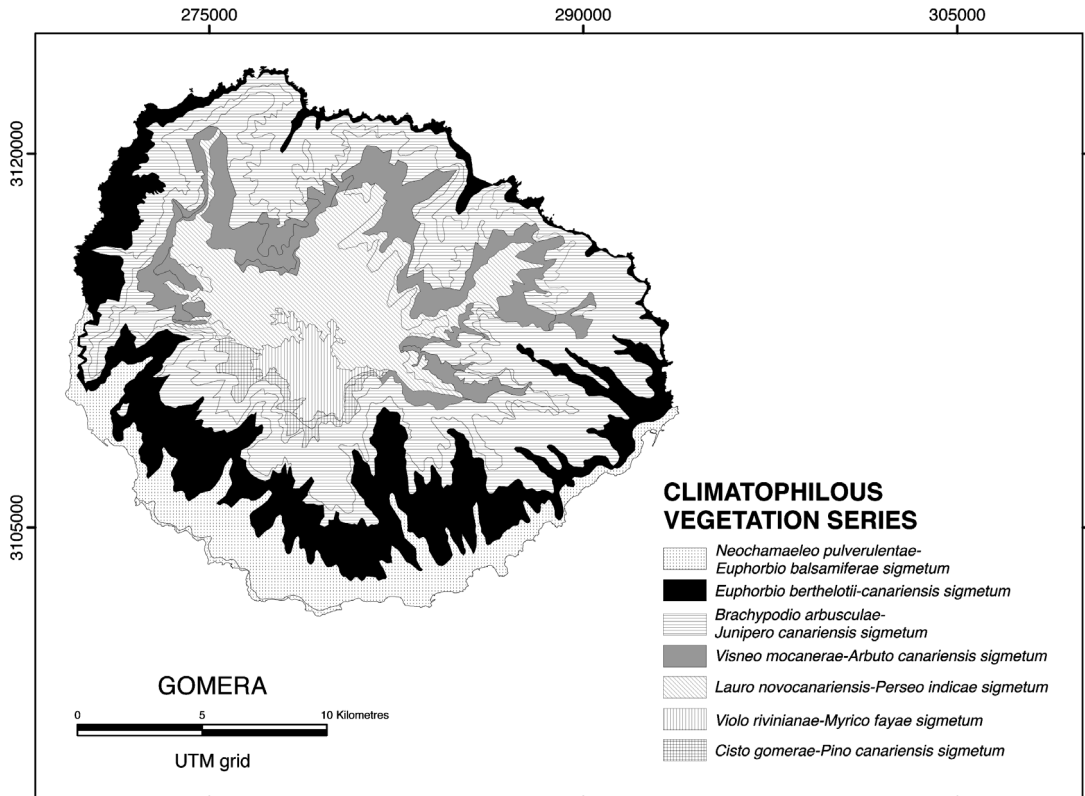 275000
290000
305000
3120000
3105000
CLIMATOPHILOUS
VEGETATION SERIES
Neochamaeleo pulverulentae-
Euphorbio balsamiferae sigmetum
Euphorbio berthelotii-canariensis sigmetum
Brachypodio arbusculae-
Junipero canariensis sigmetum
Visneo mocanerae-Arbuto canariensis sigmetum
Lauro novocanariensis-Perseo indicae sigmetum
Violo rivinianae-Myrico fayae sigmetum
Cisto gomerae-Pino canariensis sigmetum
GOMERA
0 5 10 Kilometres
UTM grid